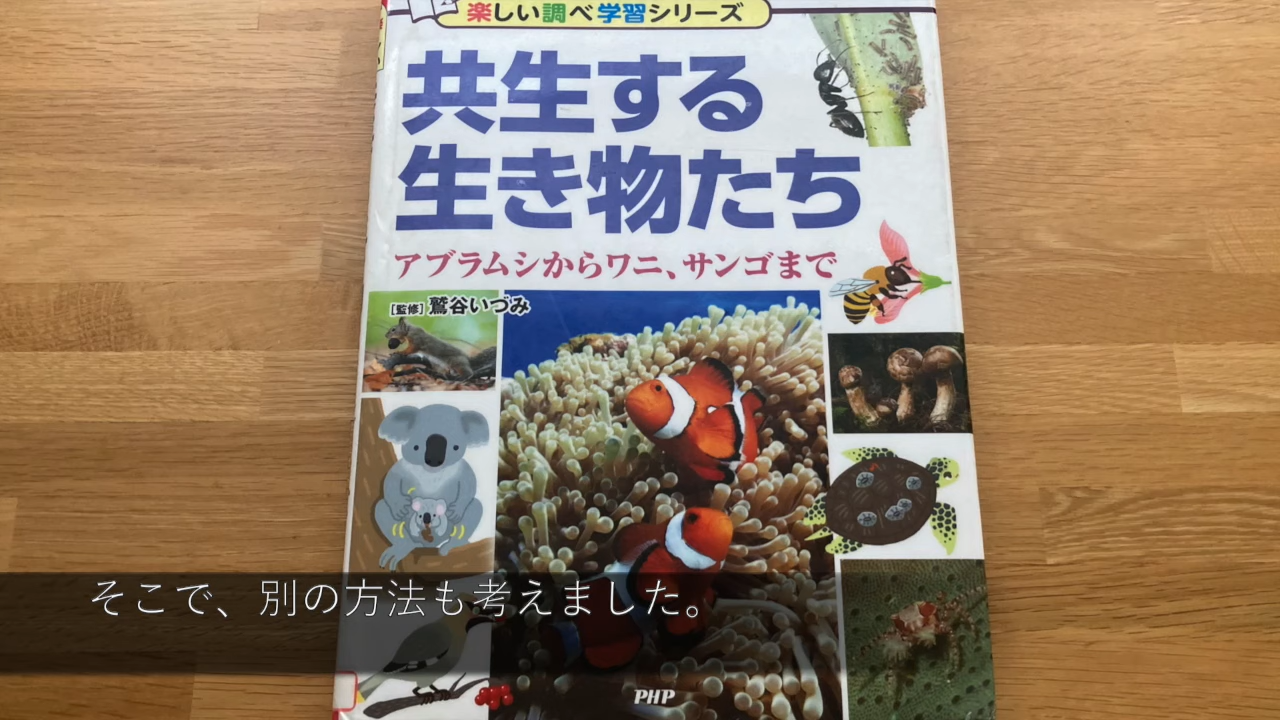 楽しい調べ学習シリーズ
共生する
生き物たち
アブラムシからワニ、サンゴまで
[監修] 鷲谷いづみ
そこで、別の方法も考えました。
PHP